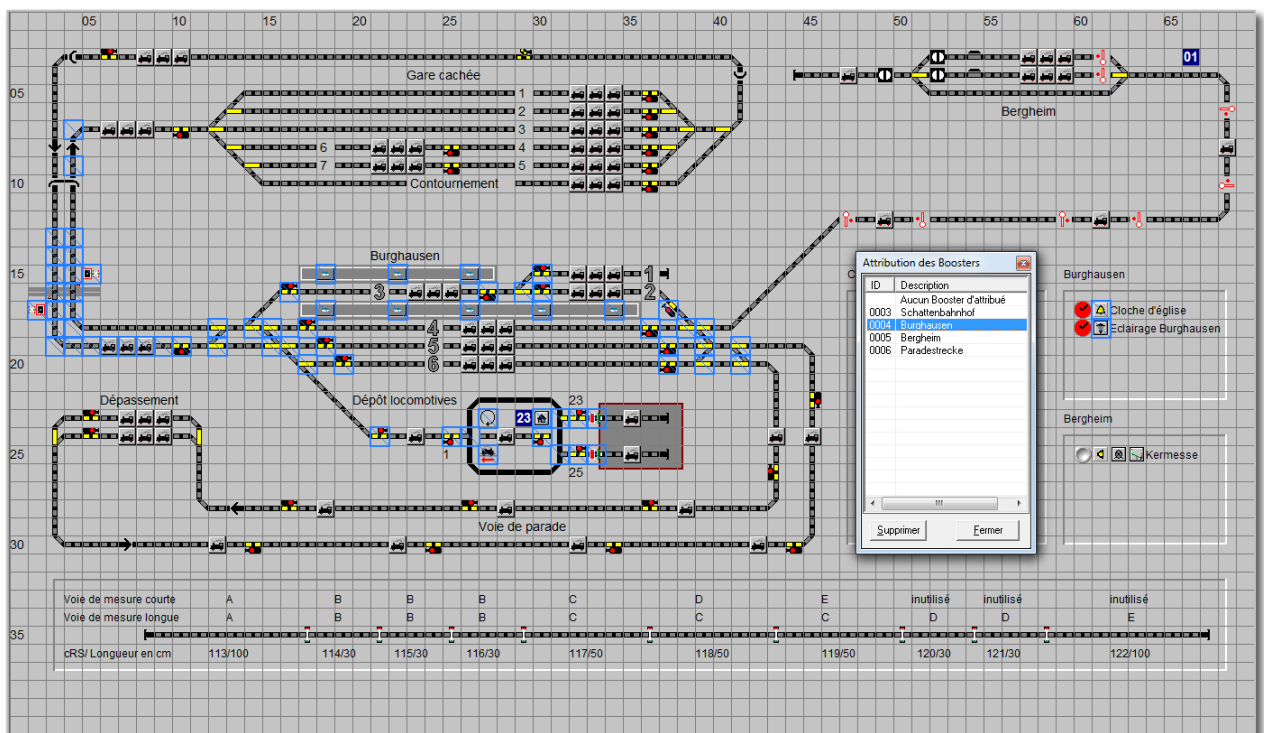 05 10 15 20 25 30 35 40 45 50 55 60 65
01
Gare cachée
05
1
2
Bergheim
3
6 4
7 5
10
Contournement
Burghausen
15
1
3 2
4
5
20
6
Dépassement
Dépôt locomotives
23
23
25
1
25
Voie de parade
30
Attribution des Boosters
ID Description
Aucun Booster d'attribué
0003 Schattenbahnhof
0004 Burghausen
0005 Bergheim
0006 Paradestrecke
Supprimer Fermer
C
Burghausen
Cloche d'église
Eclairage Burghausen
Bergheim
Kermesse
Voie de mesure courte A B B B C D E inutilisé inutilisé inutilisé
Voie de mesure longue A B B B C C C D D E
35
cRS/ Longueur en cm 113/100 114/30 115/30 116/30 117/50 118/50 119/50 120/30 121/30 122/100